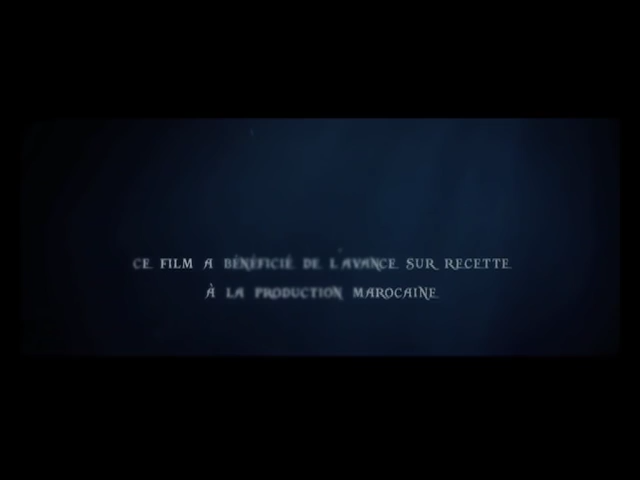 CE FILM A BÉNÉFICIÉ DE L'AVANCE SUR RECETTE
À LA PRODUCTION MAROCAINE